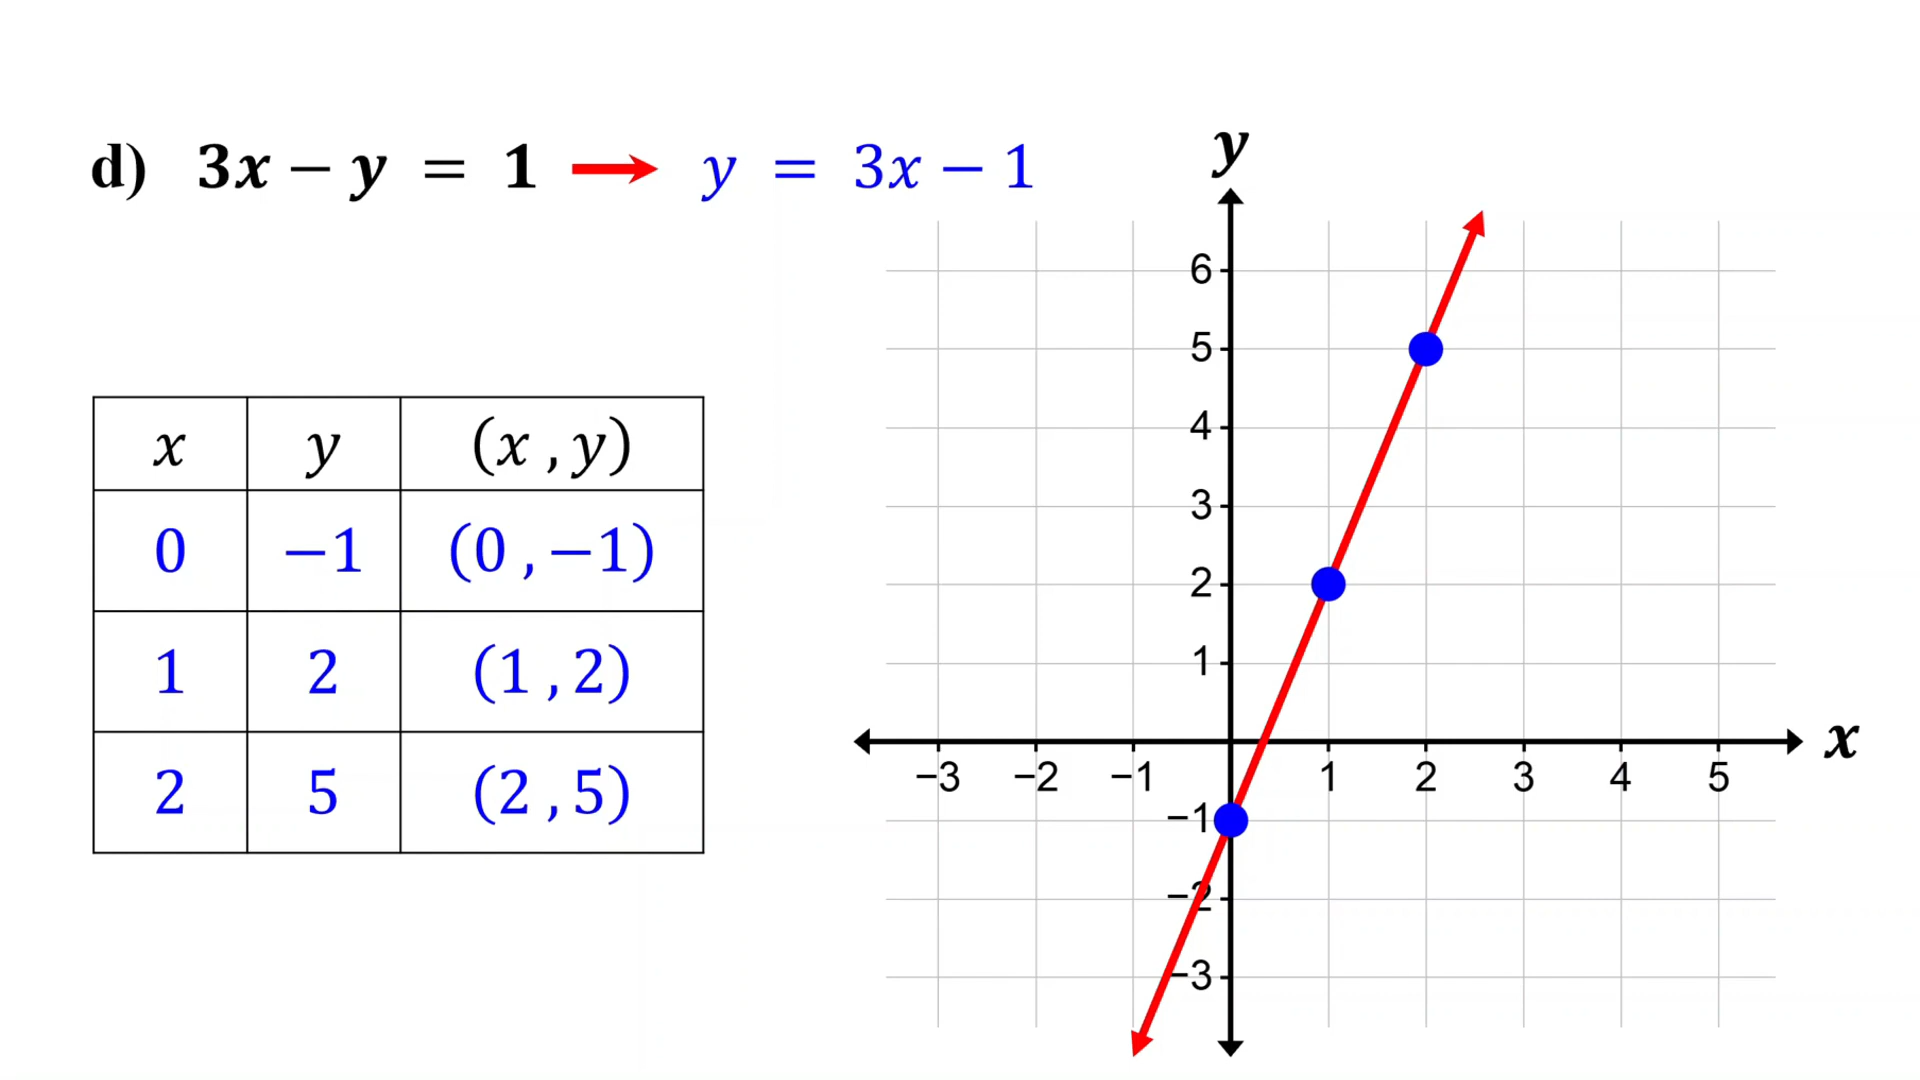 d) 3x − y = 1 → y = 3x − 1
x y (x , y)
0 −1 (0 , −1)
1 2 (1 , 2)
2 5 (2 , 5)
y
6
5
4
3
2
1
−3 −2 −1 1 2 3 4 5 x
−1
−2
−3